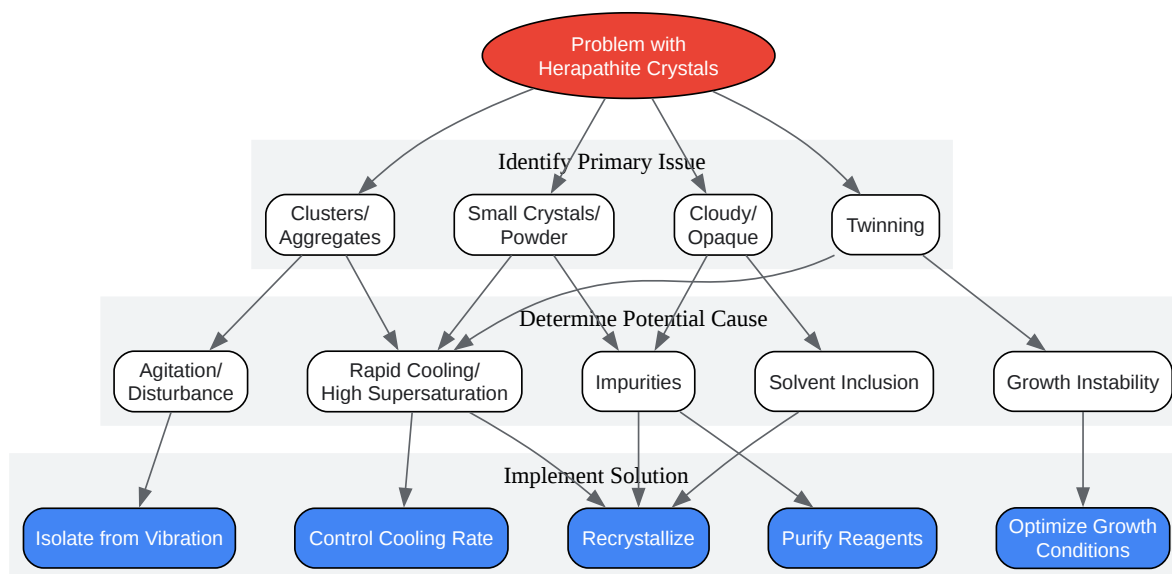 Problem with
Herapathite Crystals
Identify Primary Issue
Clusters/
Aggregates
Small Crystals/
Powder
Cloudy/
Opaque
Twinning
Determine Potential Cause
Agitation/
Disturbance
Rapid Cooling/
High Supersaturation
Impurities
Solvent Inclusion
Growth Instability
Implement Solution
Isolate from Vibration
Control Cooling Rate
Recrystallize
Purify Reagents
Optimize Growth
Conditions